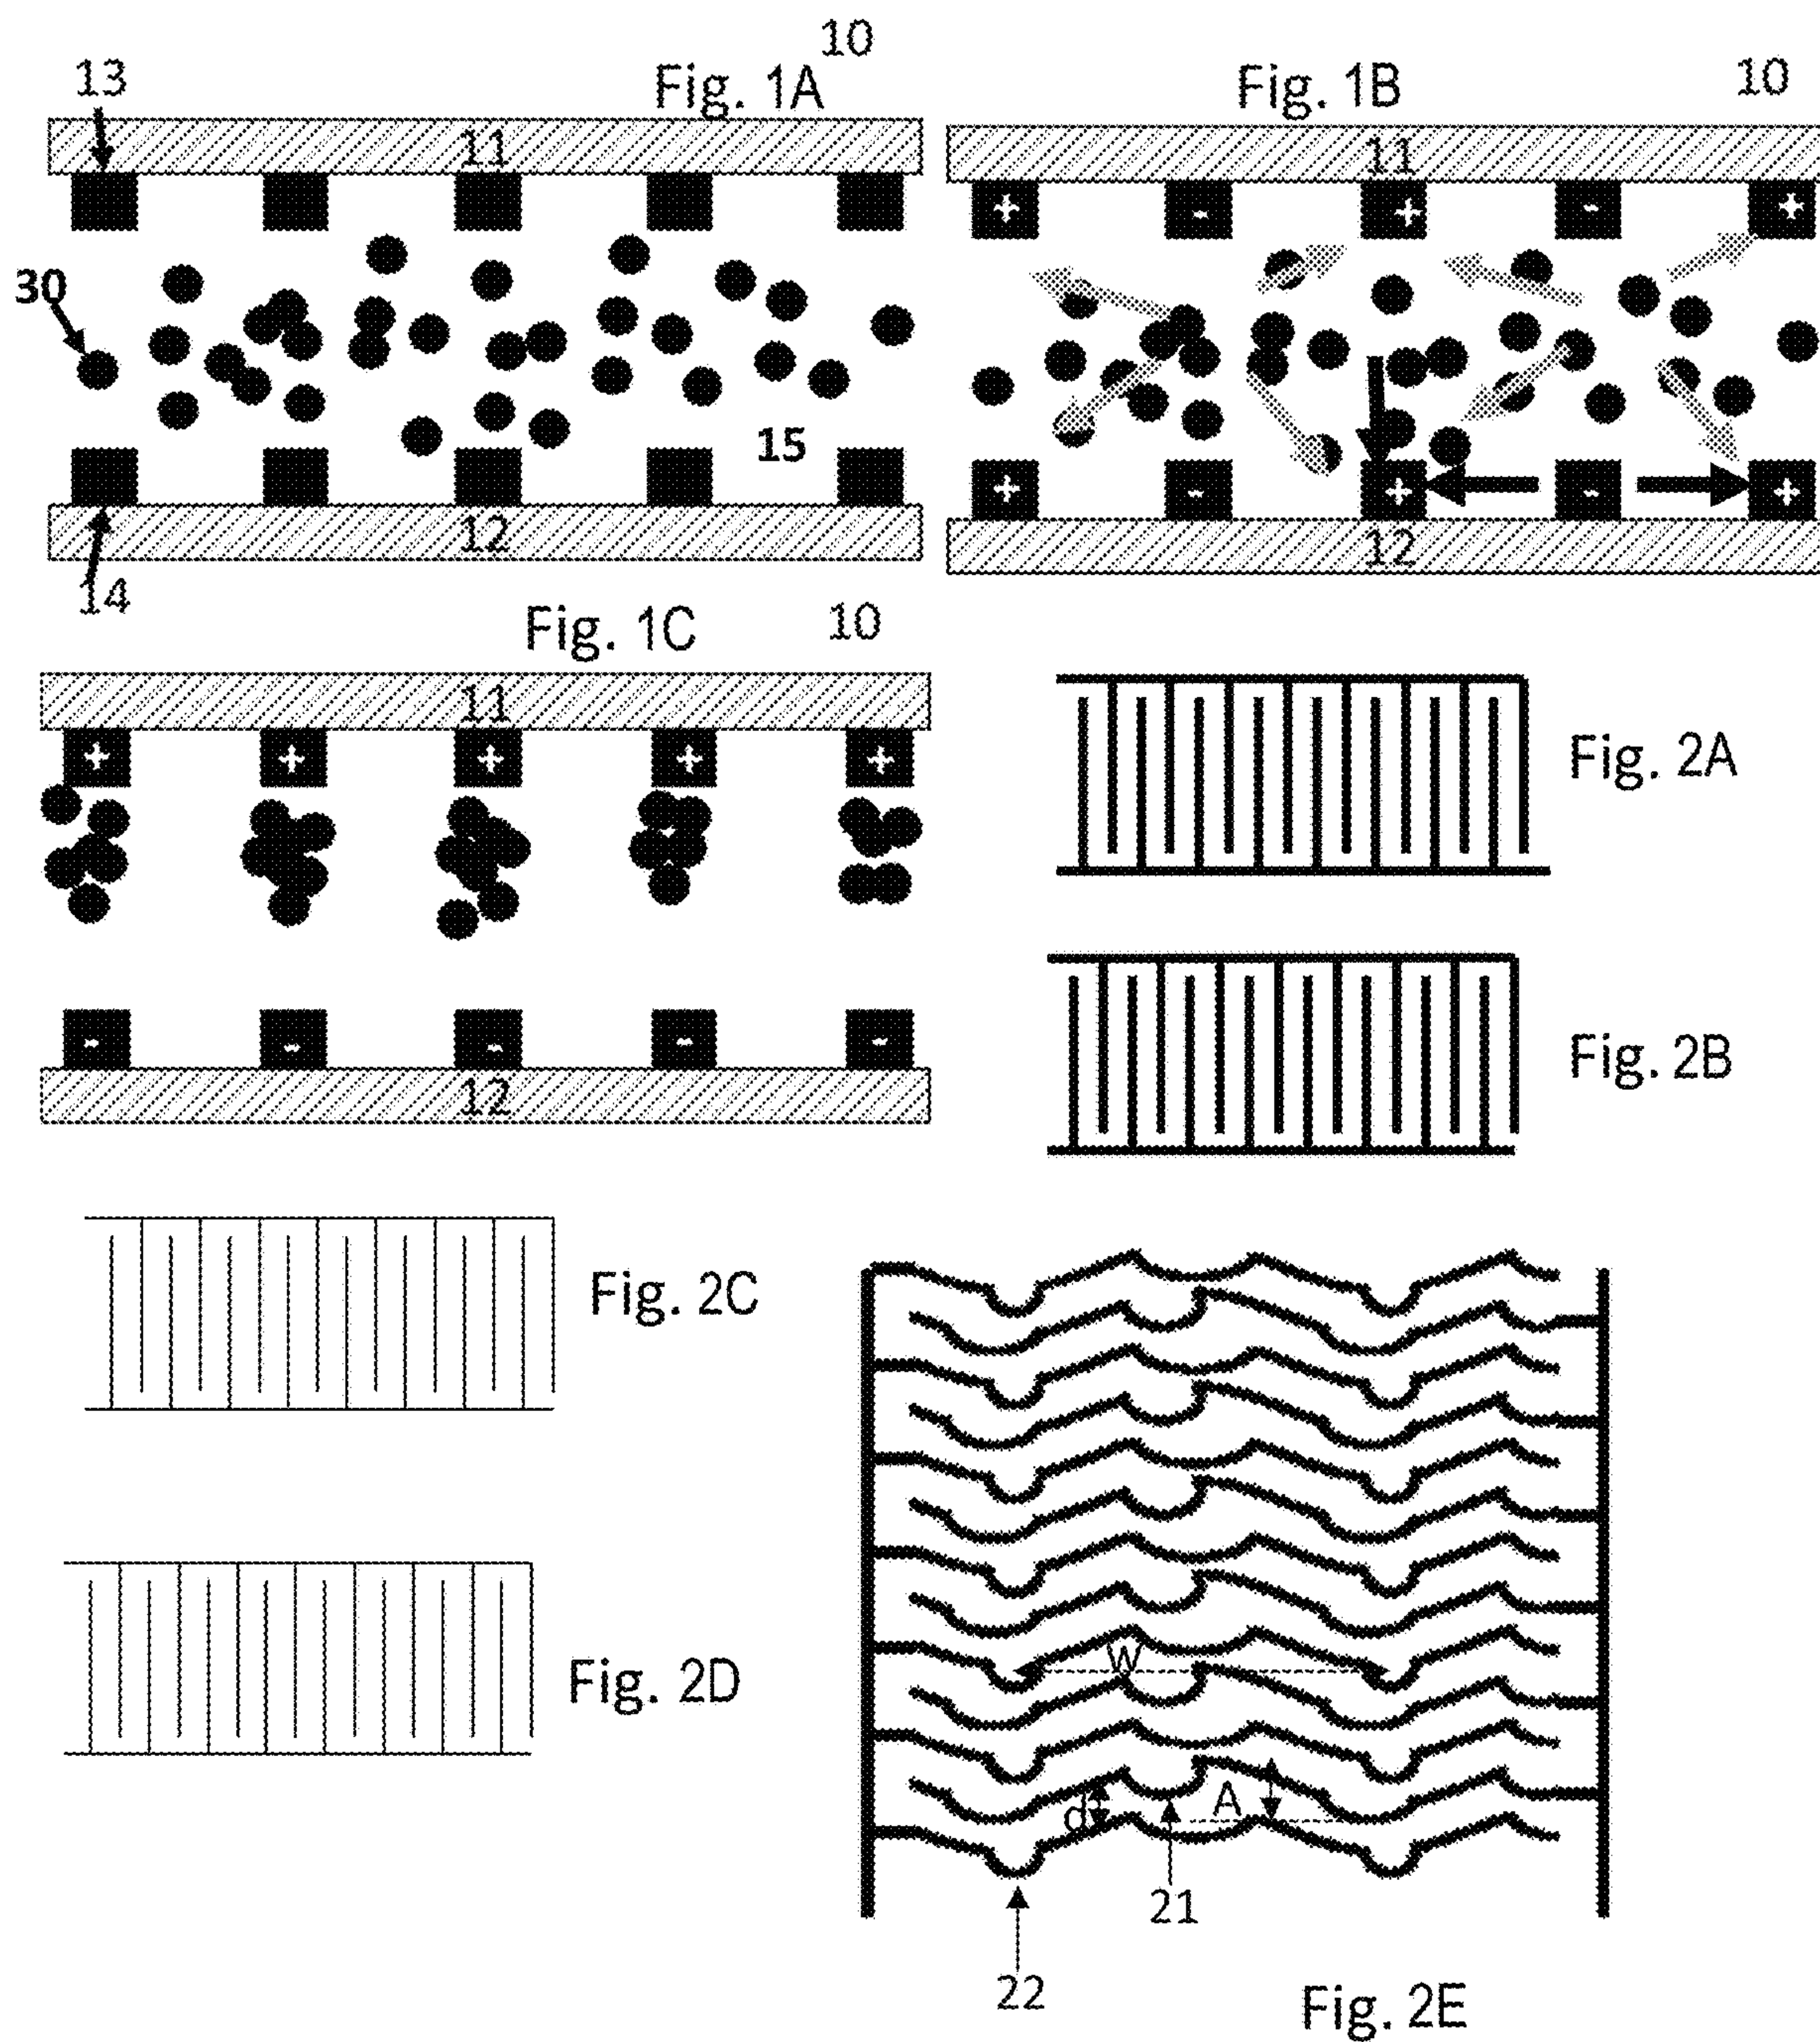 10
13
Fig. 1A
11
30
15
12
14
Fig. 1B
10
11
+ - + - +
+ - + - +
12
Fig. 1C
10
11
+ + + + +
- - - - -
12
Fig. 2A
Fig. 2B
Fig. 2C
Fig. 2D
W
d
A
21
22
Fig. 2E